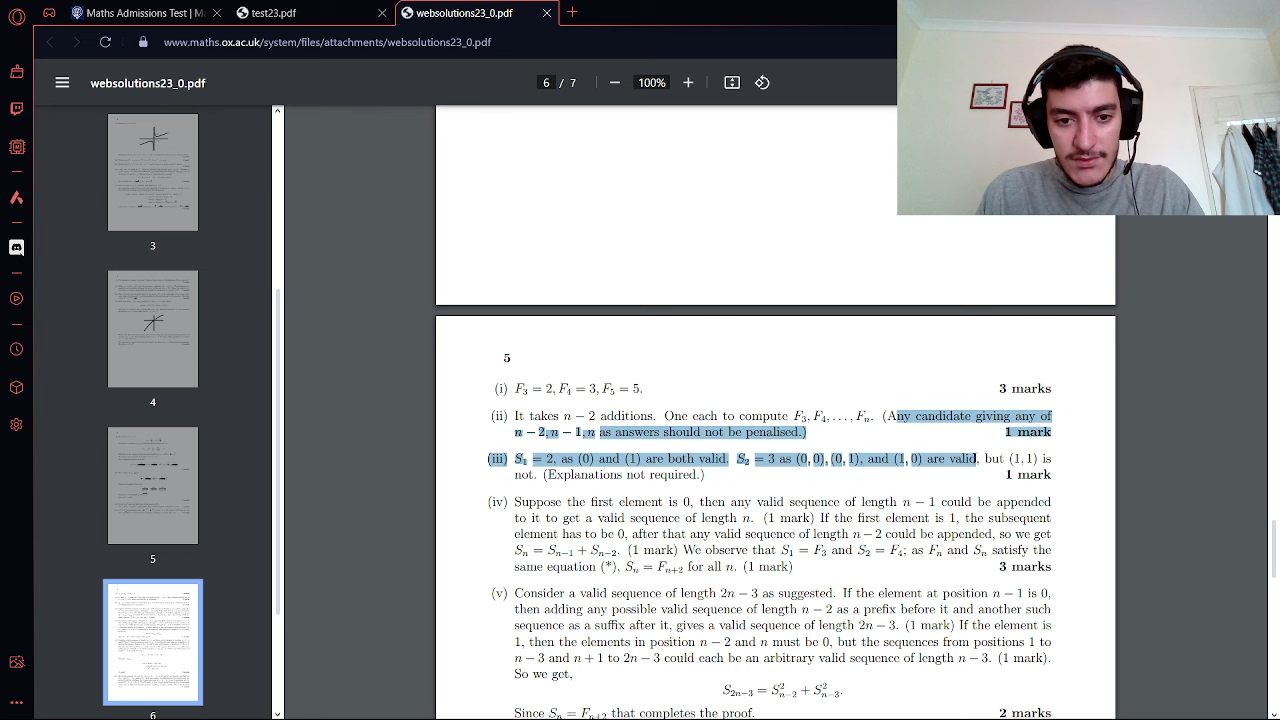 Maths Admissions Test | M
test23.pdf
websolutions23_0.pdf
www.maths.ox.ac.uk/system/files/attachments/websolutions23_0.pdf
websolutions23_0.pdf
6 / 7
100%
3
4
5
6
5
(i) F3 = 2, F4 = 3, F5 = 5.
3 marks
(ii) It takes n − 2 additions. One each to compute F3, F4, . . . , Fn. (Any candidate giving any of
n − 2, n − 1, n as answers should not be penalised.)
1 mark
(iii) S1 = 2 as (0) and (1) are both valid. S2 = 3 as (0, 0), (0, 1), and (1, 0) are valid, but (1, 1) is
not. (Explanations not required.)
1 mark
(iv) Suppose the first element is 0, then any valid sequence of length n − 1 could be appended
to it to get a valid sequence of length n. (1 mark) If the first element is 1, the subsequent
element has to be 0, after that any valid sequence of length n − 2 could be appended, so we get
Sn = Sn−1 + Sn−2. (1 mark) We observe that S1 = F3 and S2 = F4; as Fn and Sn satisfy the
same equation (*), Sn = Fn+2 for all n. (1 mark)
3 marks
(v) Consider a sequence of length 2n − 3 as suggested. If the element at position n − 1 is 0,
then adding any possible valid sequence of length n − 2 as a prefix before it and another such
sequence as a suffix after it, gives a valid sequence of length 2n − 3. (1 mark) If the element is
1, then the element in positions n − 2 and n must be 0, and the sequences from positions 1 to
n − 3 and n + 1 to 2n − 3 could each be an arbitrary valid sequence of length n − 3. (1 mark).
So we get
S2n−3 =
Since Sn = Fn+2 that completes the proof.
2 marks